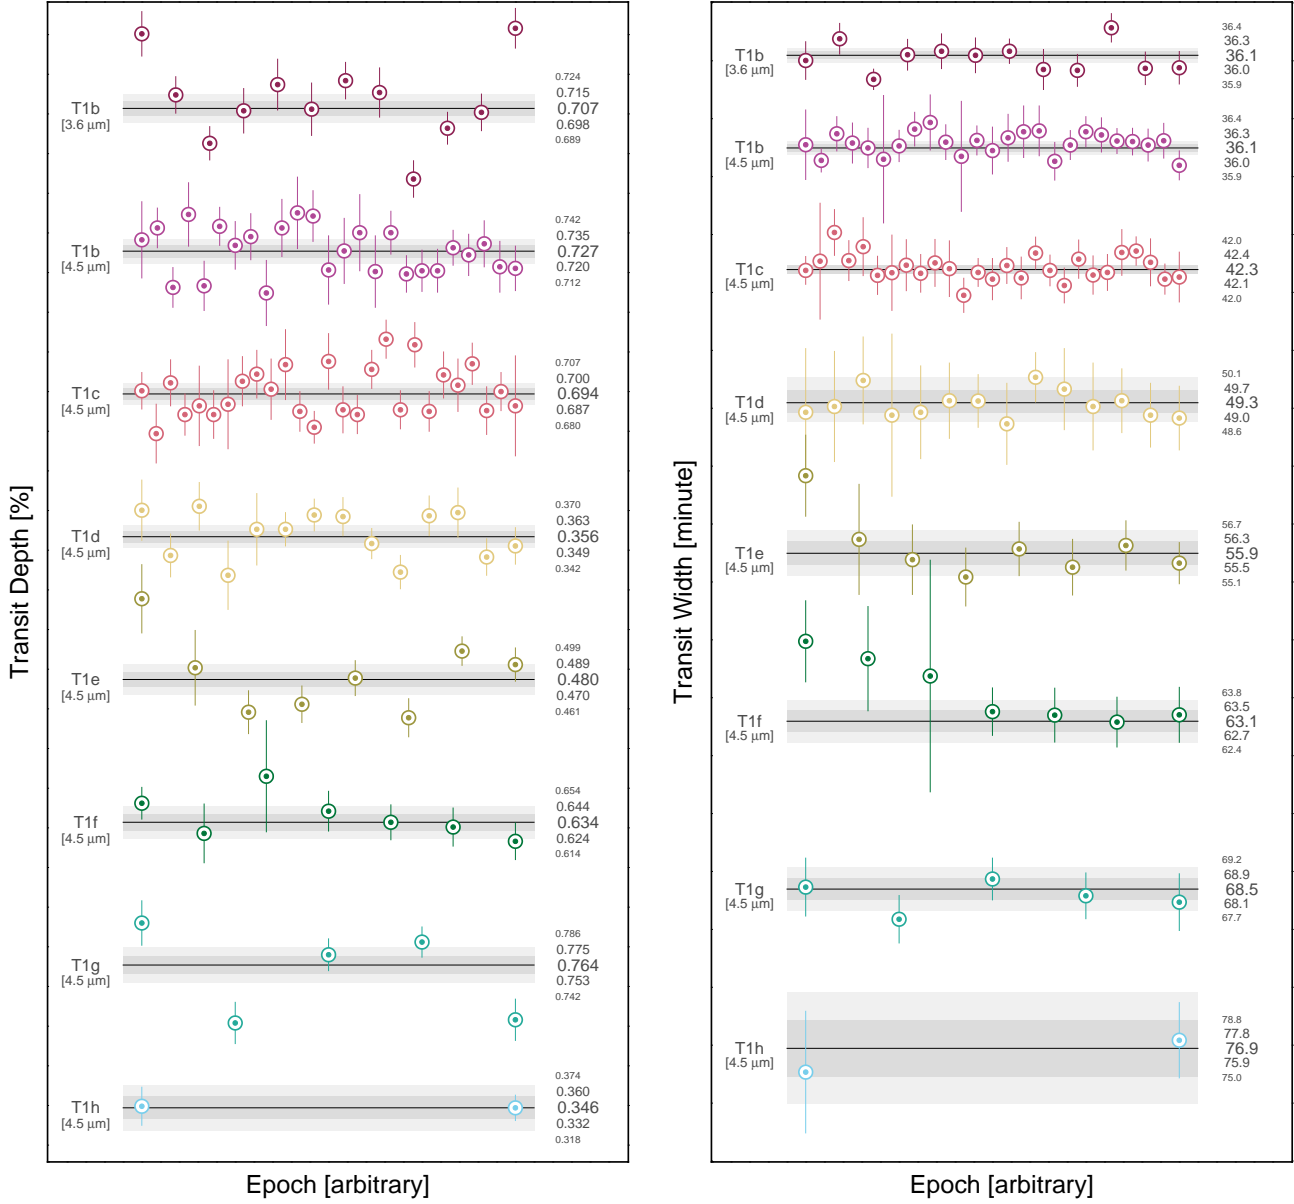 Transit Depth [%]
T1b
[3.6 μm]
0.724
0.715
0.707
0.698
0.689
T1b
[4.5 μm]
0.742
0.735
0.727
0.720
0.712
T1c
[4.5 μm]
0.707
0.700
0.694
0.687
0.680
T1d
[4.5 μm]
0.370
0.363
0.356
0.349
0.342
T1e
[4.5 μm]
0.499
0.489
0.480
0.470
0.461
T1f
[4.5 μm]
0.654
0.644
0.634
0.624
0.614
T1g
[4.5 μm]
0.786
0.775
0.764
0.753
0.742
T1h
[4.5 μm]
0.374
0.360
0.346
0.332
0.318
Epoch [arbitrary]
Transit Width [minute]
T1b
[3.6 μm]
36.4
36.3
36.1
36.0
35.9
T1b
[4.5 μm]
36.4
36.3
36.1
36.0
35.9
T1c
[4.5 μm]
42.0
42.4
42.3
42.1
42.0
T1d
[4.5 μm]
50.1
49.7
49.3
49.0
48.6
T1e
[4.5 μm]
56.7
56.3
55.9
55.5
55.1
T1f
[4.5 μm]
63.8
63.5
63.1
62.7
62.4
T1g
[4.5 μm]
69.2
68.9
68.5
68.1
67.7
T1h
[4.5 μm]
78.8
77.8
76.9
75.9
75.0
Epoch [arbitrary]